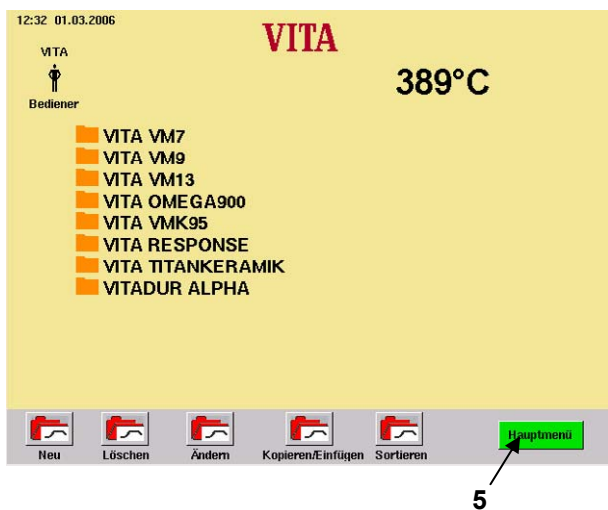 12:32 01.03.2006
VITA
VITA
389°C
Bediener
VITA VM7
VITA VM9
VITA VM13
VITA OMEGA900
VITA VMK95
VITA RESPONSE
VITA TITANKERAMIK
VITADUR ALPHA
Neu Löschen Ändern Kopieren/Einfügen Sortieren Hauptmenü
5